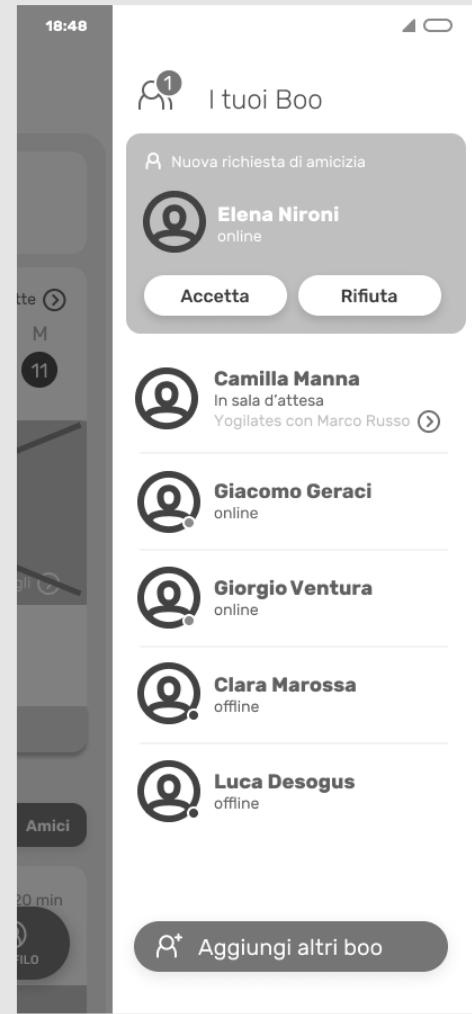 18:48
1
I tuoi Boo
Nuova richiesta di amicizia
Elena Nironi
online
Accetta
Rifiuta
tte
M
11
Camilla Manna
In sala d'attesa
Yogilates con Marco Russo
Giacomo Geraci
online
gli
Giorgio Ventura
online
Clara Marossa
offline
Luca Desogus
offline
Amici
20 min
FILO
Aggiungi altri boo